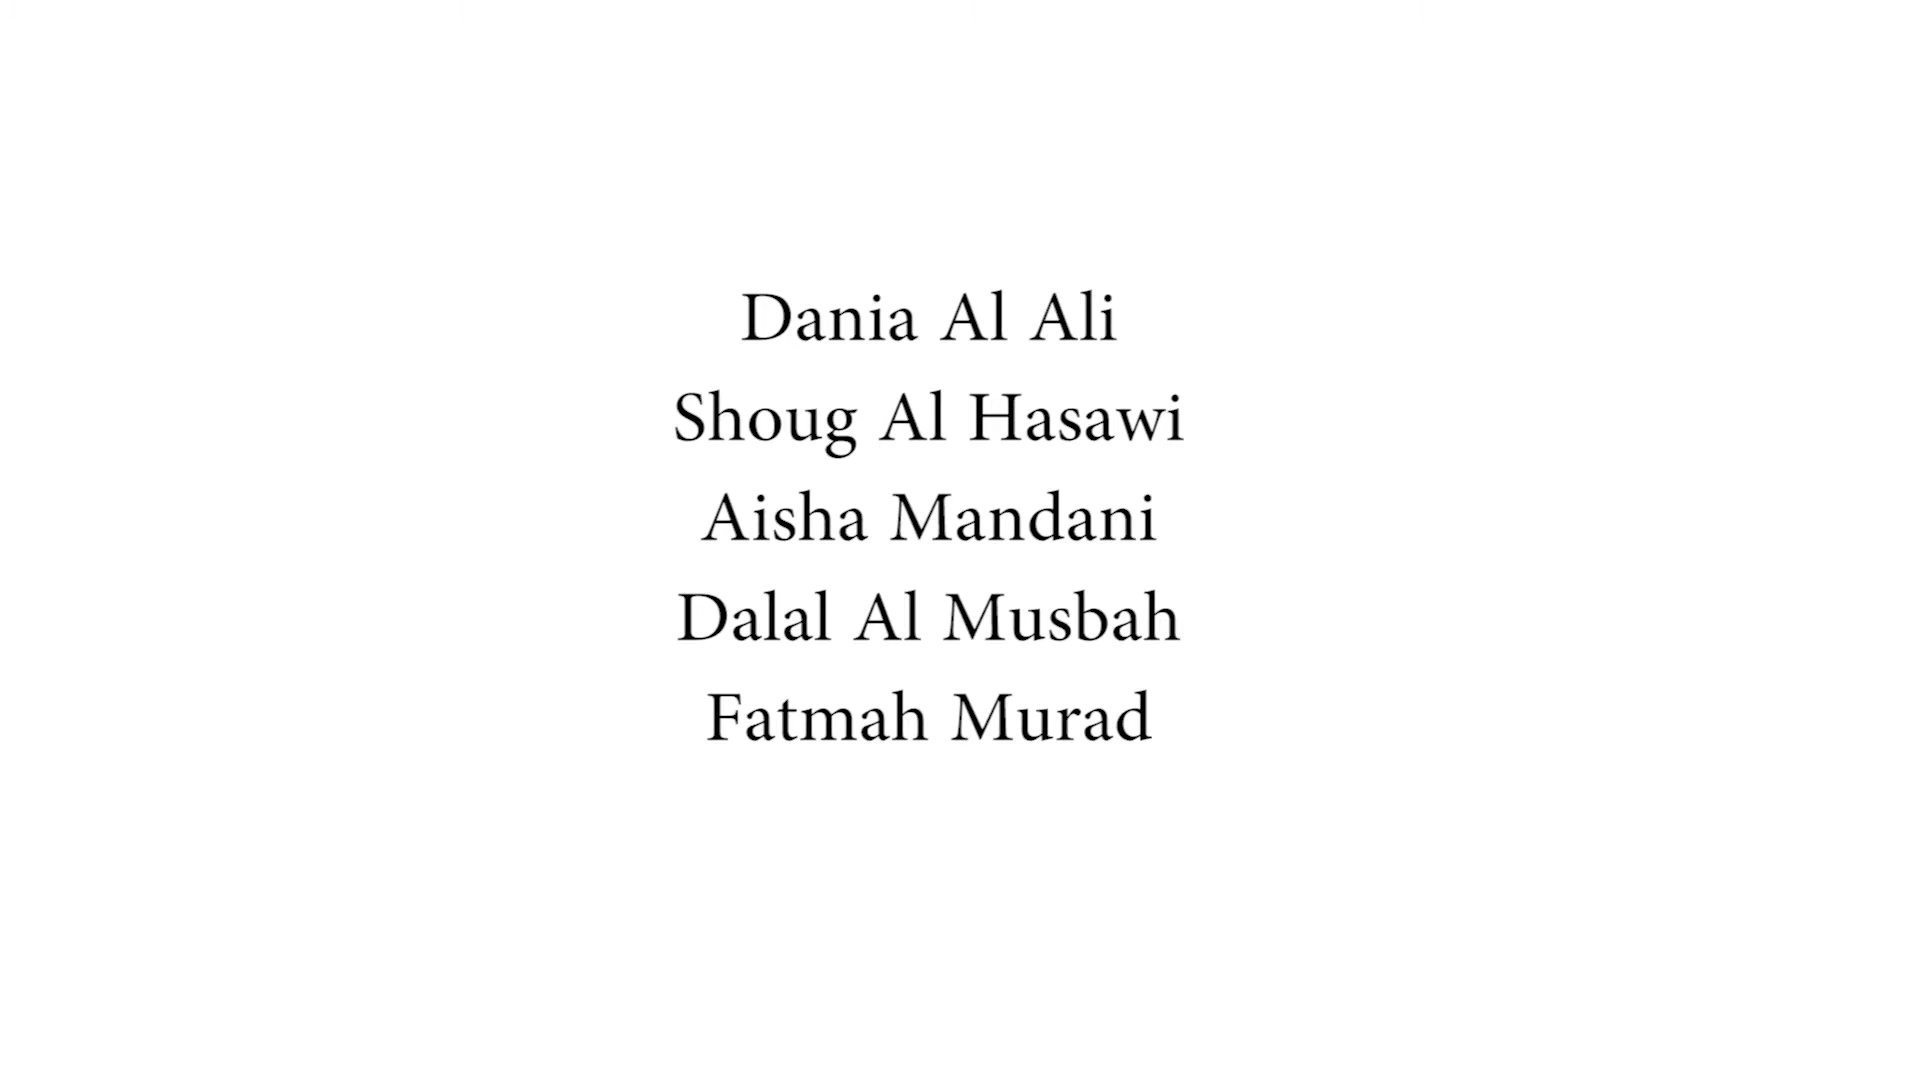 Dania Al Ali
Shoug Al Hasawi
Aisha Mandani
Dalal Al Musbah
Fatmah Murad